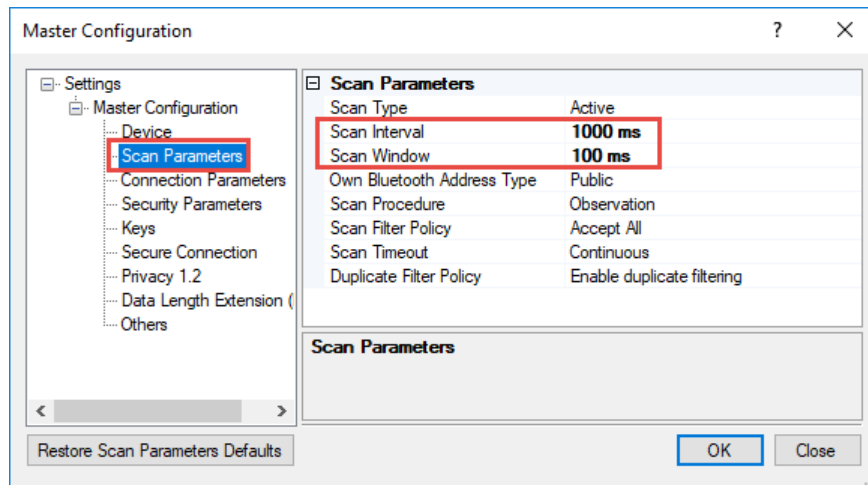 Master Configuration
Settings
Master Configuration
Device
Scan Parameters
Connection Parameters
Security Parameters
Keys
Secure Connection
Privacy 1.2
Data Length Extension (
Others
Scan Parameters
Scan Type Active
Scan Interval 1000 ms
Scan Window 100 ms
Own Bluetooth Address Type Public
Scan Procedure Observation
Scan Filter Policy Accept All
Scan Timeout Continuous
Duplicate Filter Policy Enable duplicate filtering
Scan Parameters
Restore Scan Parameters Defaults
OK
Close